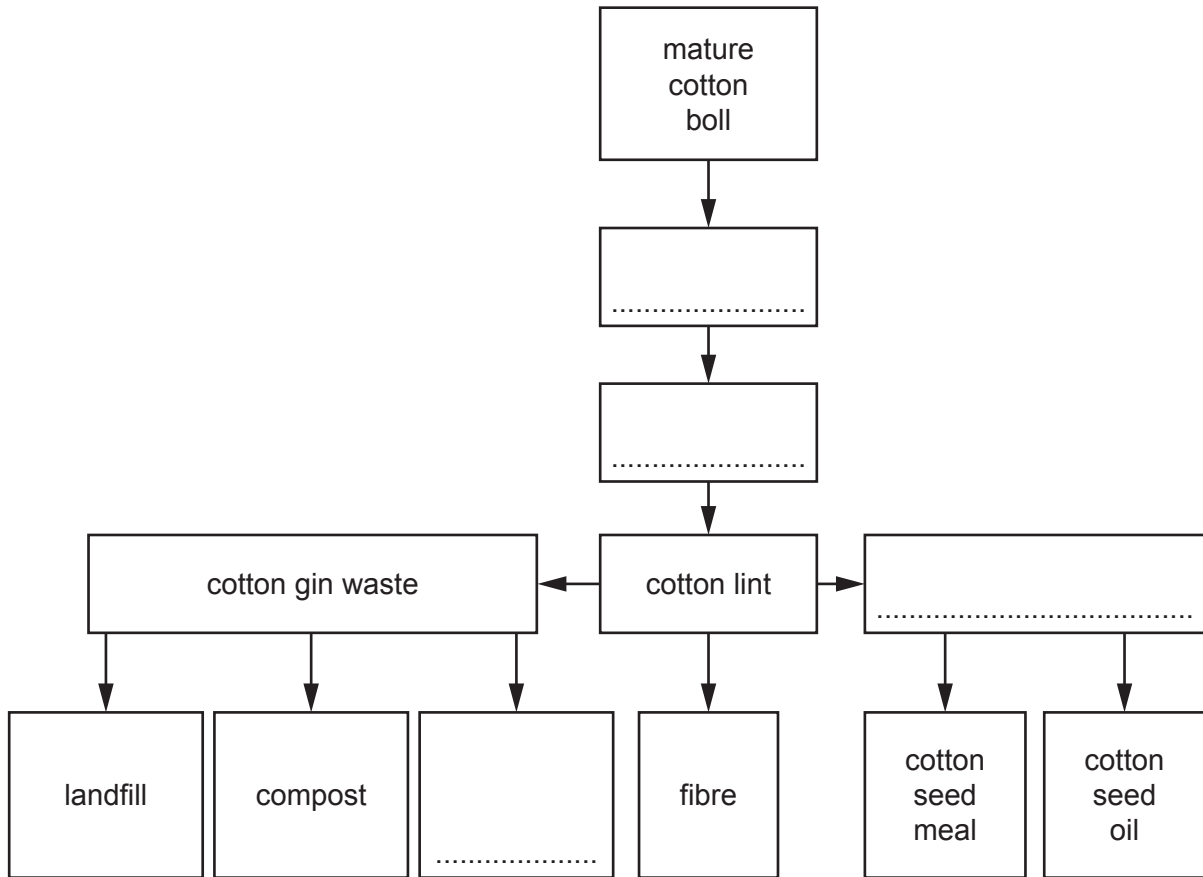 mature
cotton
boll
........................
........................
cotton gin waste
cotton lint
.......................................
landfill
compost
....................
fibre
cotton
seed
meal
cotton
seed
oil